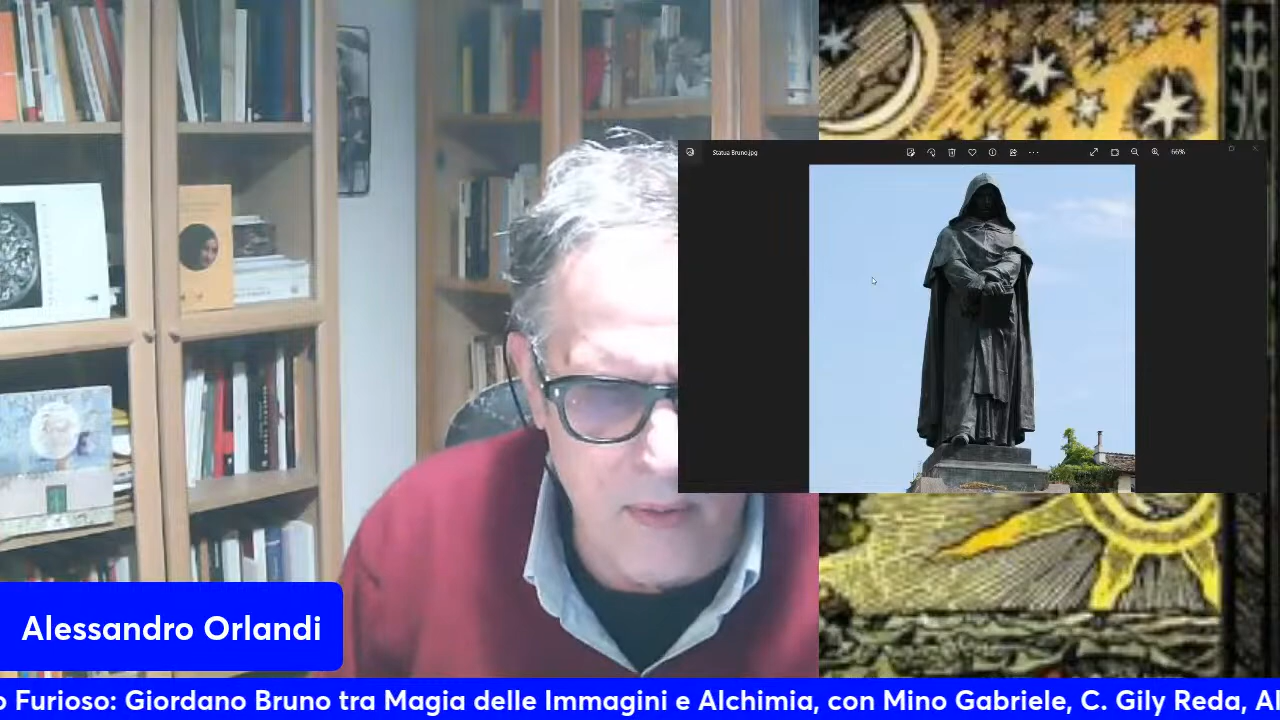 Statua Bruno.jpg
66%
Alessandro Orlandi
o Furioso: Giordano Bruno tra Magia delle Immagini e Alchimia, con Mino Gabriele, C. Gily Reda, Al